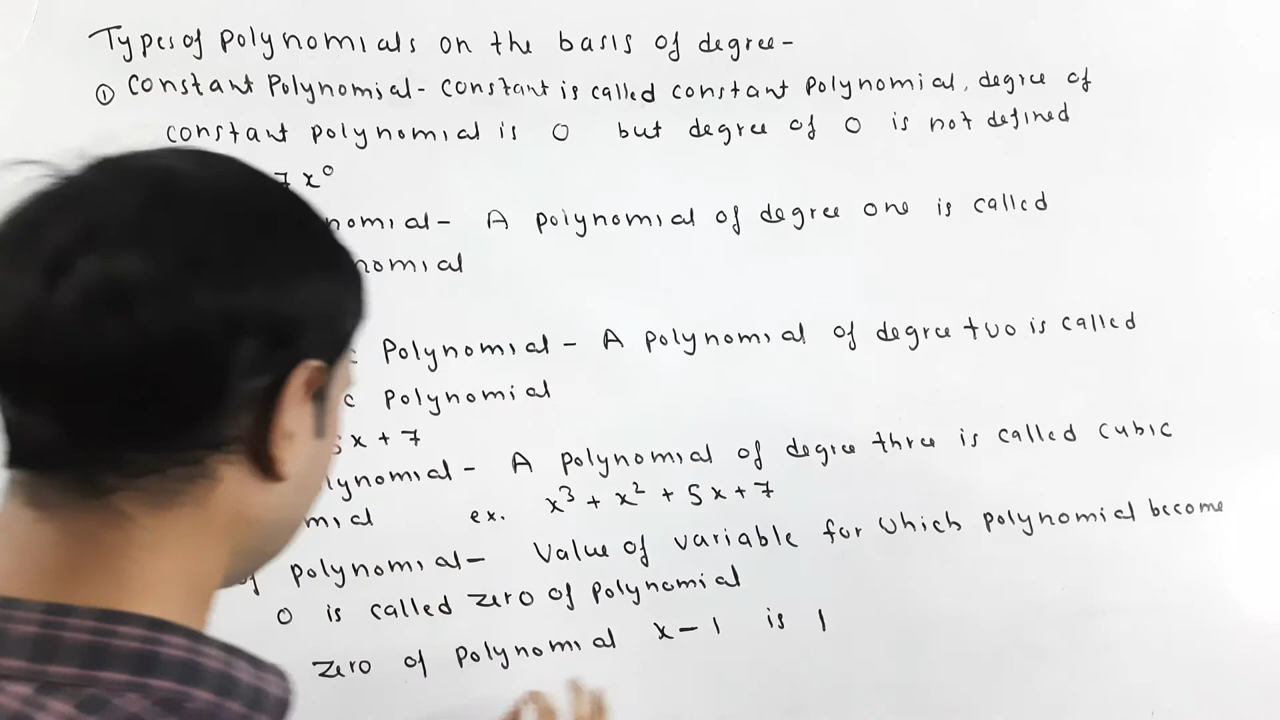 Types of polynomials on the basis of degree-
① Constant Polynomial- constant is called constant polynomial, degree of
constant polynomial is 0 but degree of 0 is not defined
7x⁰
nomial- A polynomial of degree one is called
nomial
c Polynomial - A polynomial of degree two is called
c polynomial
5x + 7
lynomial- A polynomial of degree three is called cubic
mial ex. x³ + x² + 5x + 7
of polynomial- Value of variable for which polynomial become
0 is called zero of polynomial
zero of polynomial x-1 is 1